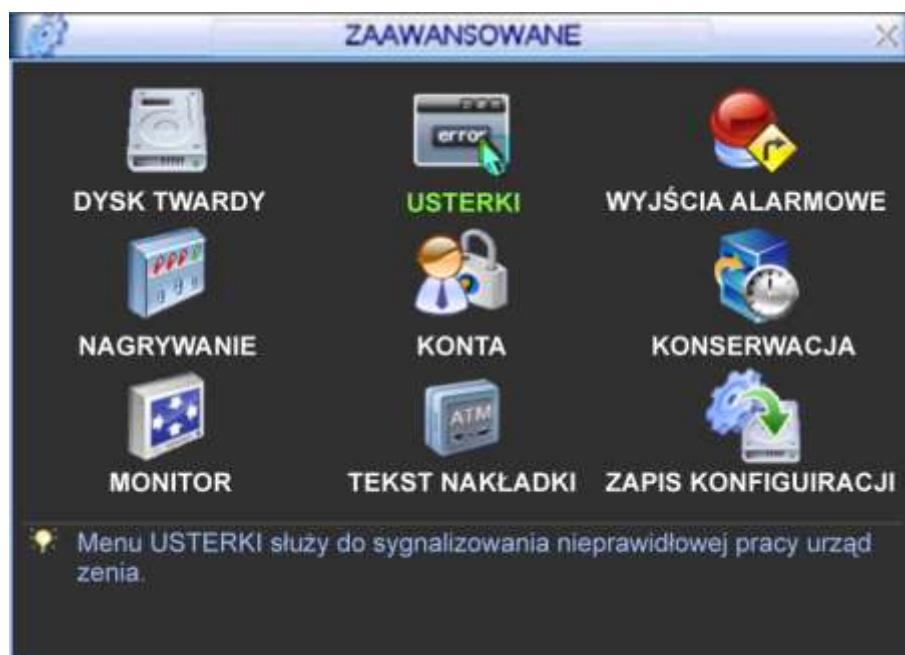 ZAAWANSOWANE
error
DYSK TWARDY USTERKI WYJŚCIA ALARMOWE
NAGRYWANIE KONTA KONSERWACJA
ATM
MONITOR TEKST NAKŁADKI ZAPIS KONFIGUIRACJI
Menu USTERKI służy do sygnalizowania nieprawidłowej pracy urząd
zenia.